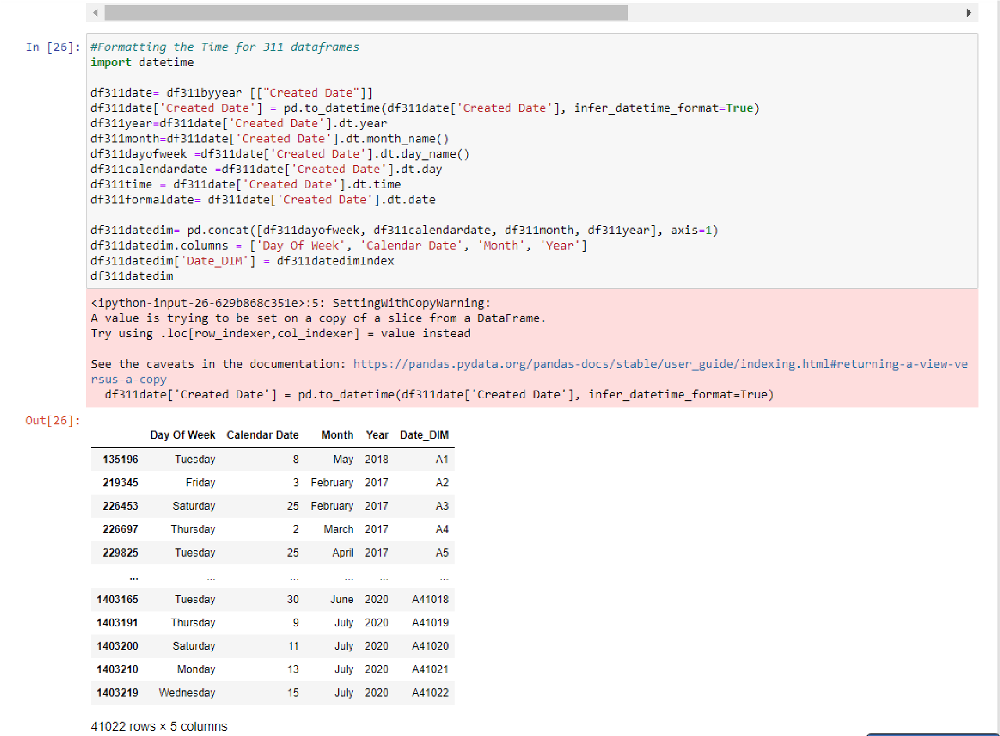 In [26]:
#Formatting the Time for 311 dataframes
import datetime
df311date= df311byyear [["Created Date"]]
df311date['Created Date'] = pd.to_datetime(df311date['Created Date'], infer_datetime_format=True)
df311year=df311date['Created Date'].dt.year
df311month=df311date['Created Date'].dt.month_name()
df311dayofweek =df311date['Created Date'].dt.day_name()
df311calendardate =df311date['Created Date'].dt.day
df311time = df311date['Created Date'].dt.time
df311formaldate= df311date['Created Date'].dt.date
df311datedim= pd.concat([df311dayofweek, df311calendardate, df311month, df311year], axis=1)
df311datedim.columns = ['Day Of Week', 'Calendar Date', 'Month', 'Year']
df311datedim['Date_DIM'] = df311datedimIndex
df311datedim
<ipython-input-26-629b868c351e>:5: SettingWithCopyWarning:
A value is trying to be set on a copy of a slice from a DataFrame.
Try using .loc[row_indexer,col_indexer] = value instead
See the caveats in the documentation: https://pandas.pydata.org/pandas-docs/stable/user_guide/indexing.html#returning-a-view-ve
rsus-a-copy
df311date['Created Date'] = pd.to_datetime(df311date['Created Date'], infer_datetime_format=True)
Out[26]:
Day Of Week Calendar Date Month Year Date_DIM
135196 Tuesday 8 May 2018 A1
219345 Friday 3 February 2017 A2
226453 Saturday 25 February 2017 A3
226697 Thursday 2 March 2017 A4
229825 Tuesday 25 April 2017 A5
... ... ... ... ... ...
1403165 Tuesday 30 June 2020 A41018
1403191 Thursday 9 July 2020 A41019
1403200 Saturday 11 July 2020 A41020
1403210 Monday 13 July 2020 A41021
1403219 Wednesday 15 July 2020 A41022
41022 rows × 5 columns